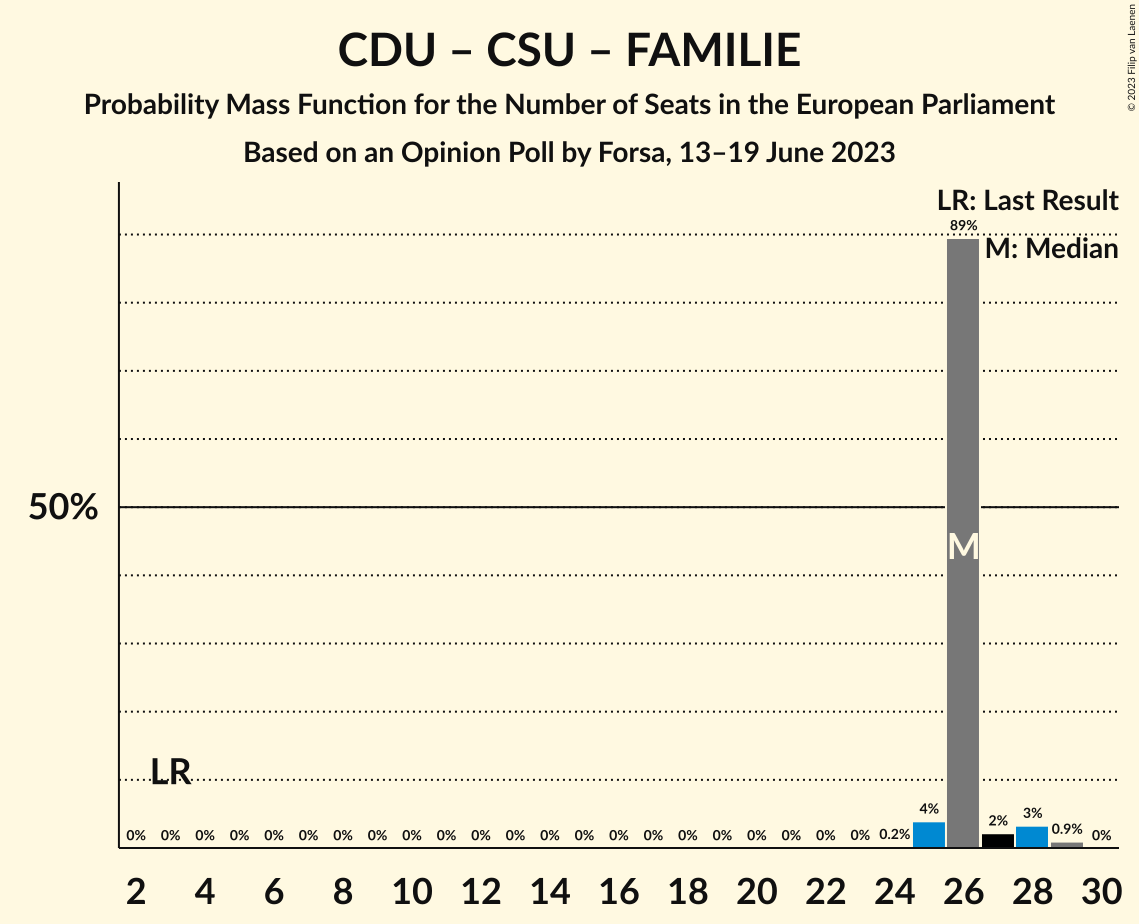 CDU – CSU – FAMILIE
Probability Mass Function for the Number of Seats in the European Parliament
Based on an Opinion Poll by Forsa, 13–19 June 2023
© 2023 Filip van Laenen
LR: Last Result
M: Median
89%
50%
M
LR
0% 0% 0% 0% 0% 0% 0% 0% 0% 0% 0% 0% 0% 0% 0% 0% 0% 0% 0% 0% 0% 0% 0.2% 4% 2% 3% 0.9% 0%
2 4 6 8 10 12 14 16 18 20 22 24 26 28 30